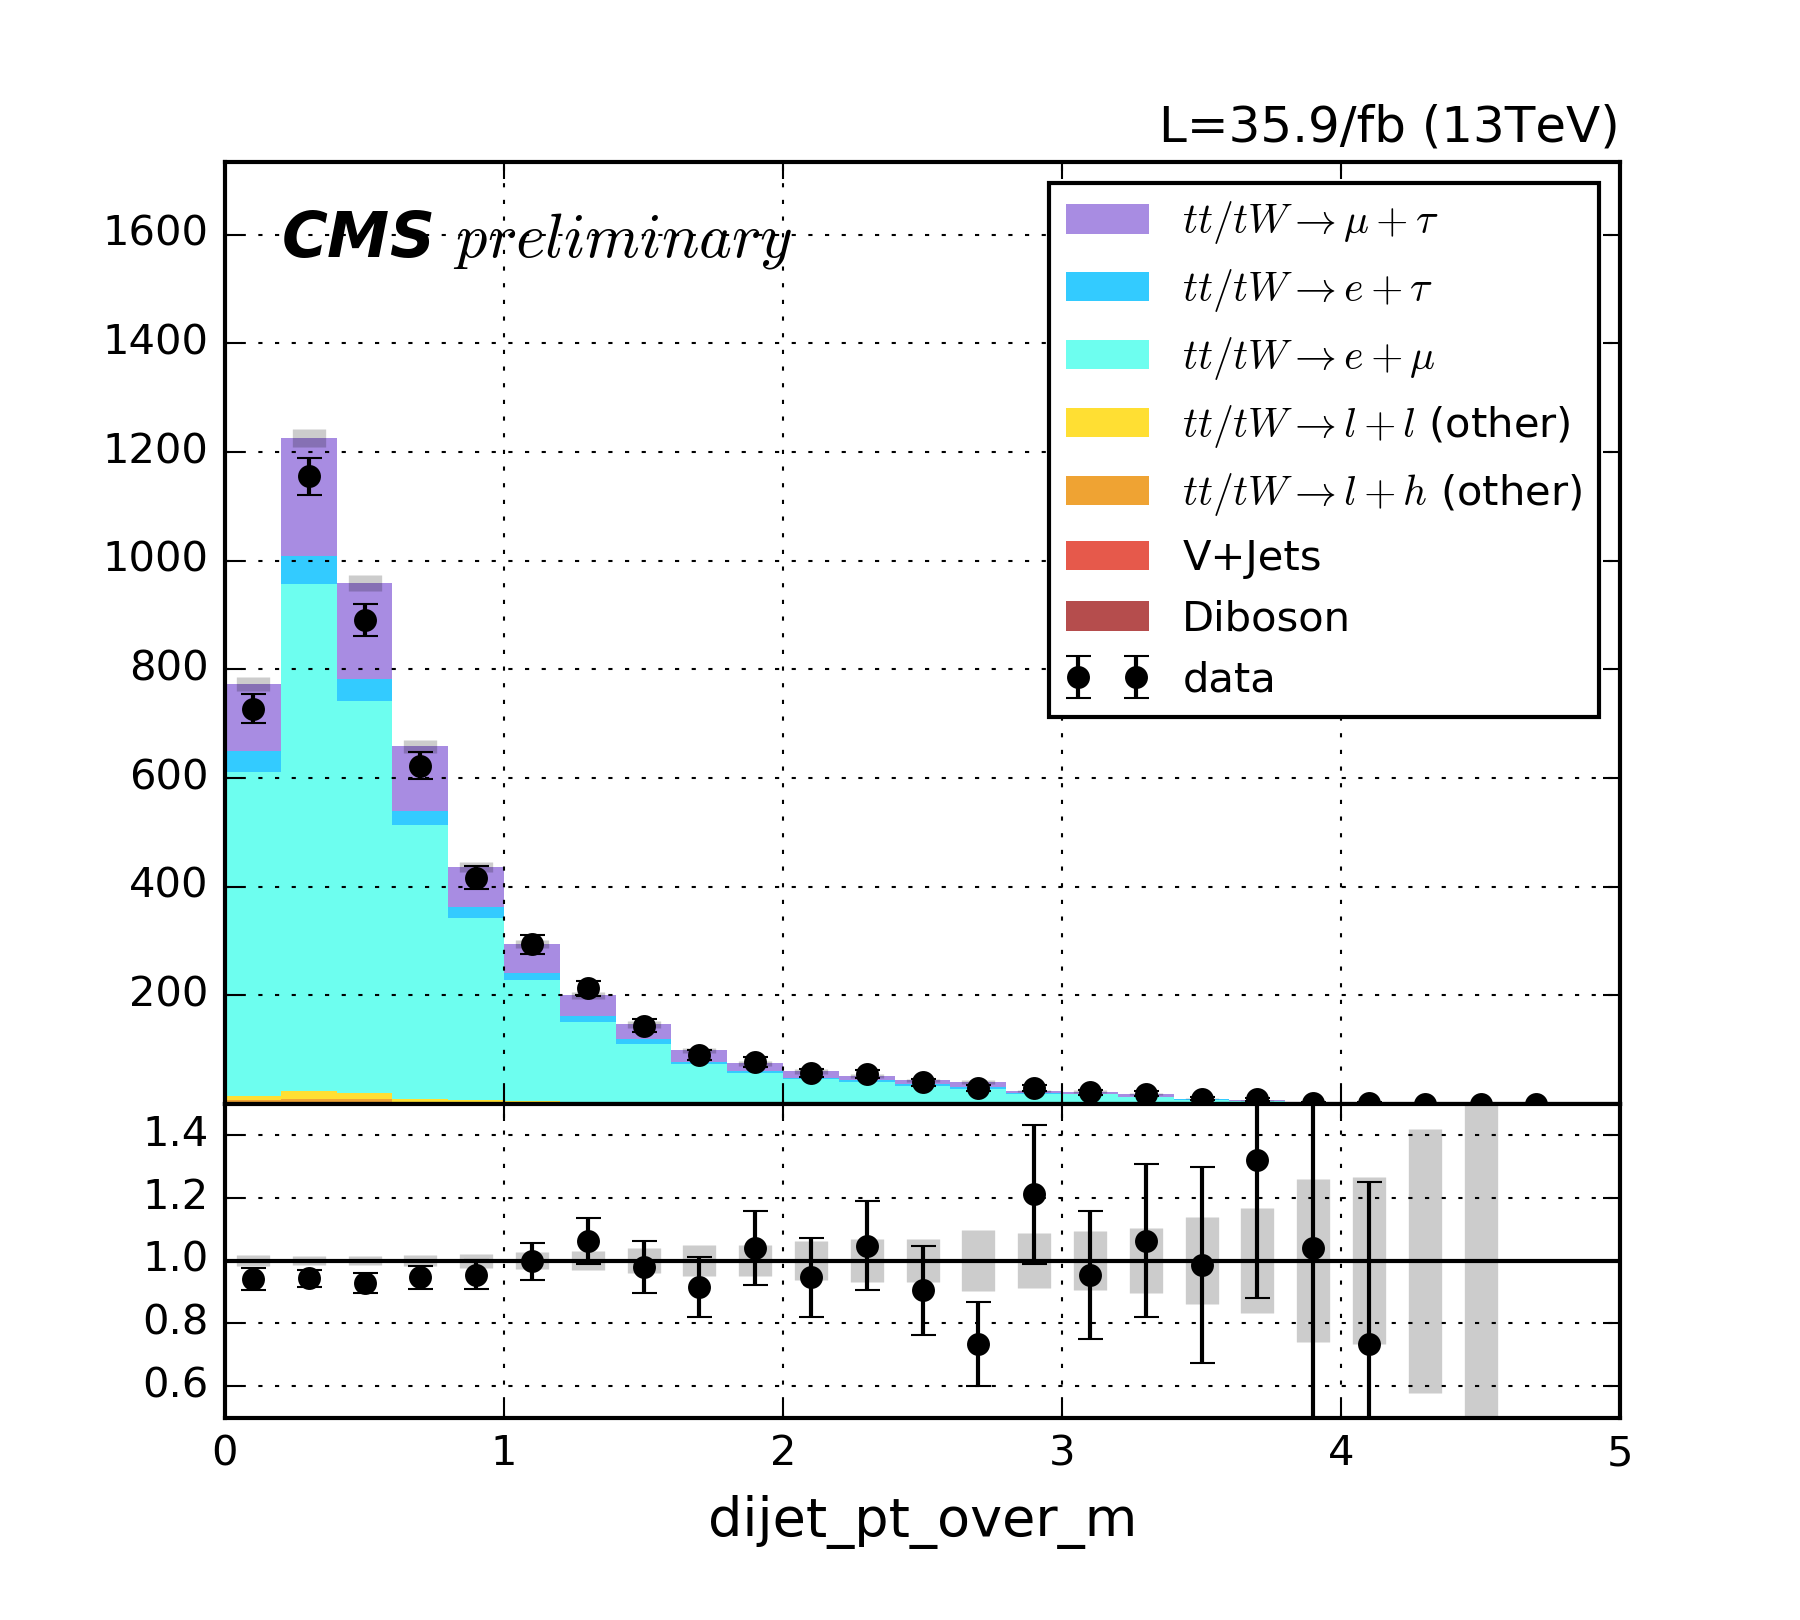 L=35.9/fb (13TeV)
CMS preliminary
1600
1400
1200
1000
800
600
400
200
tt/tW→μ+τ
tt/tW→e+τ
tt/tW→e+μ
tt/tW→l+l (other)
tt/tW→l+h (other)
V+Jets
Diboson
data
1.4
1.2
1.0
0.8
0.6
0 1 2 3 4 5
dijet_pt_over_m